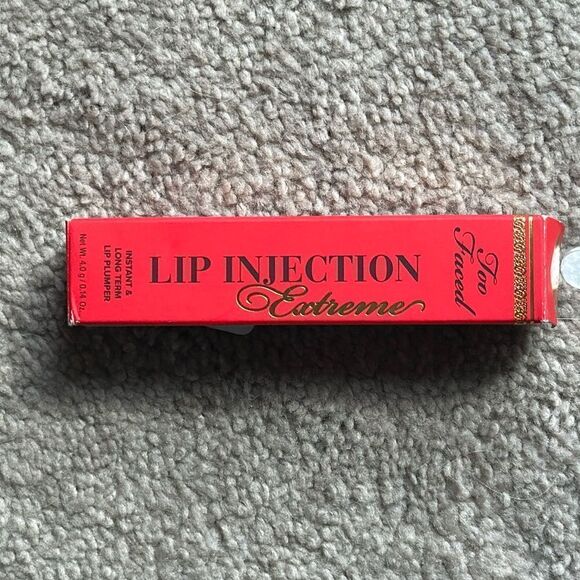 Too
Faced
LIP INJECTION
Extreme
INSTANT &
LONG TERM
LIP PLUMPER
Net Wt. 4.0 g / 0.14 Oz.